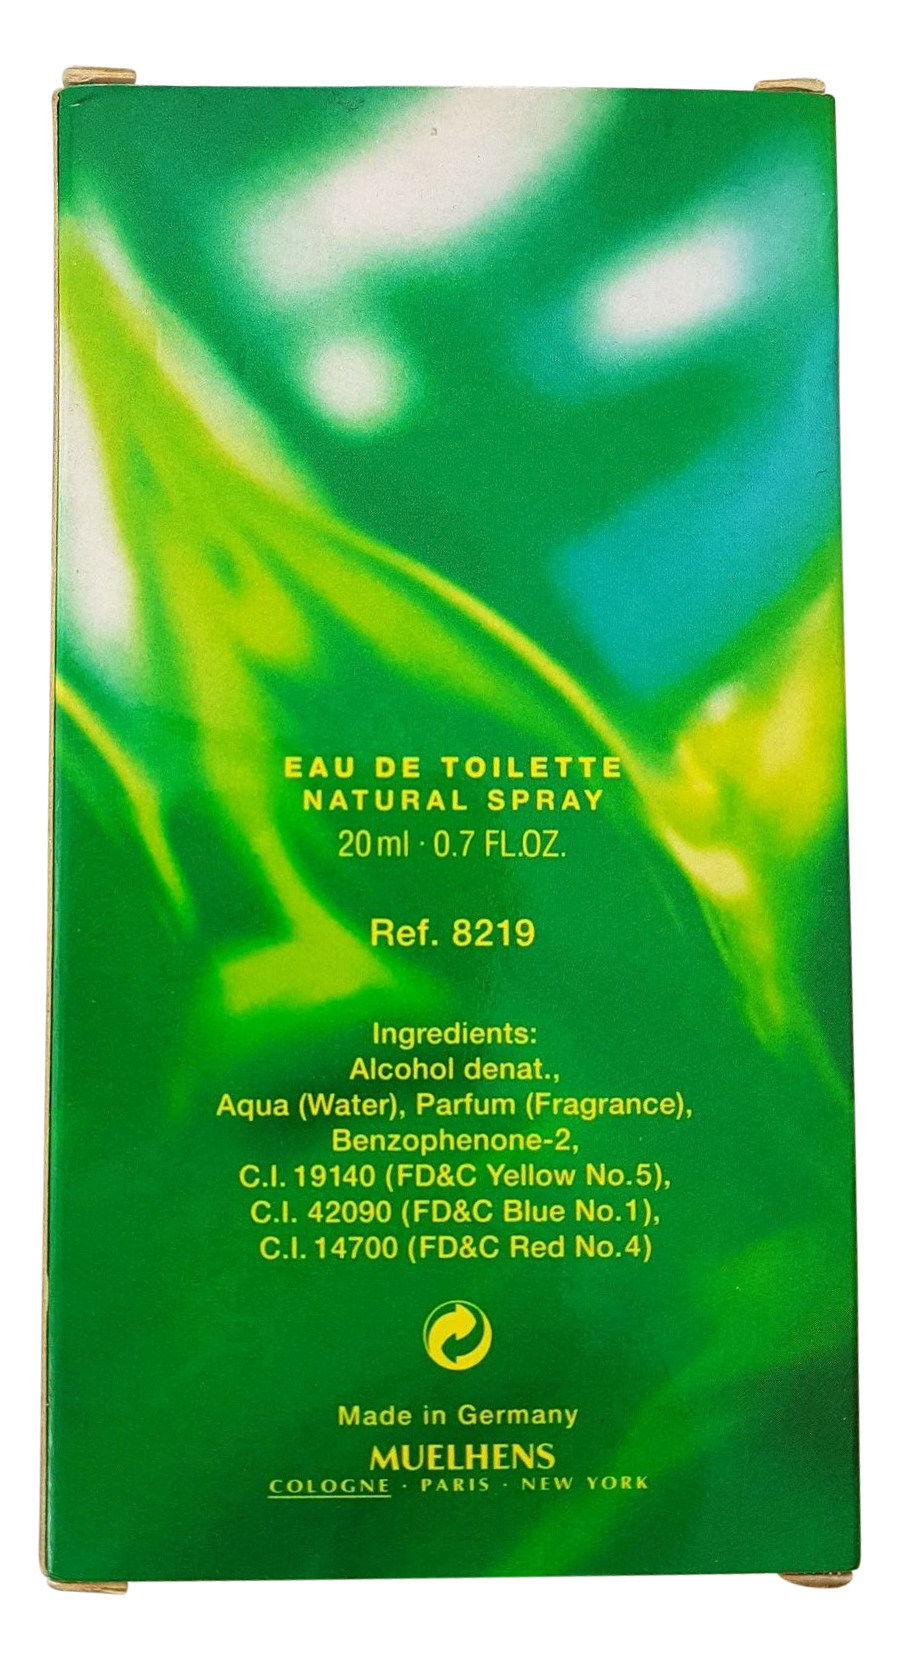 EAU DE TOILETTE
NATURAL SPRAY
20 ml · 0.7 FL.OZ.
Ref. 8219
Ingredients:
Alcohol denat.,
Aqua (Water), Parfum (Fragrance),
Benzophenone-2,
C.I. 19140 (FD&C Yellow No.5),
C.I. 42090 (FD&C Blue No.1),
C.I. 14700 (FD&C Red No.4)
Made in Germany
MUELHENS
COLOGNE · PARIS · NEW YORK